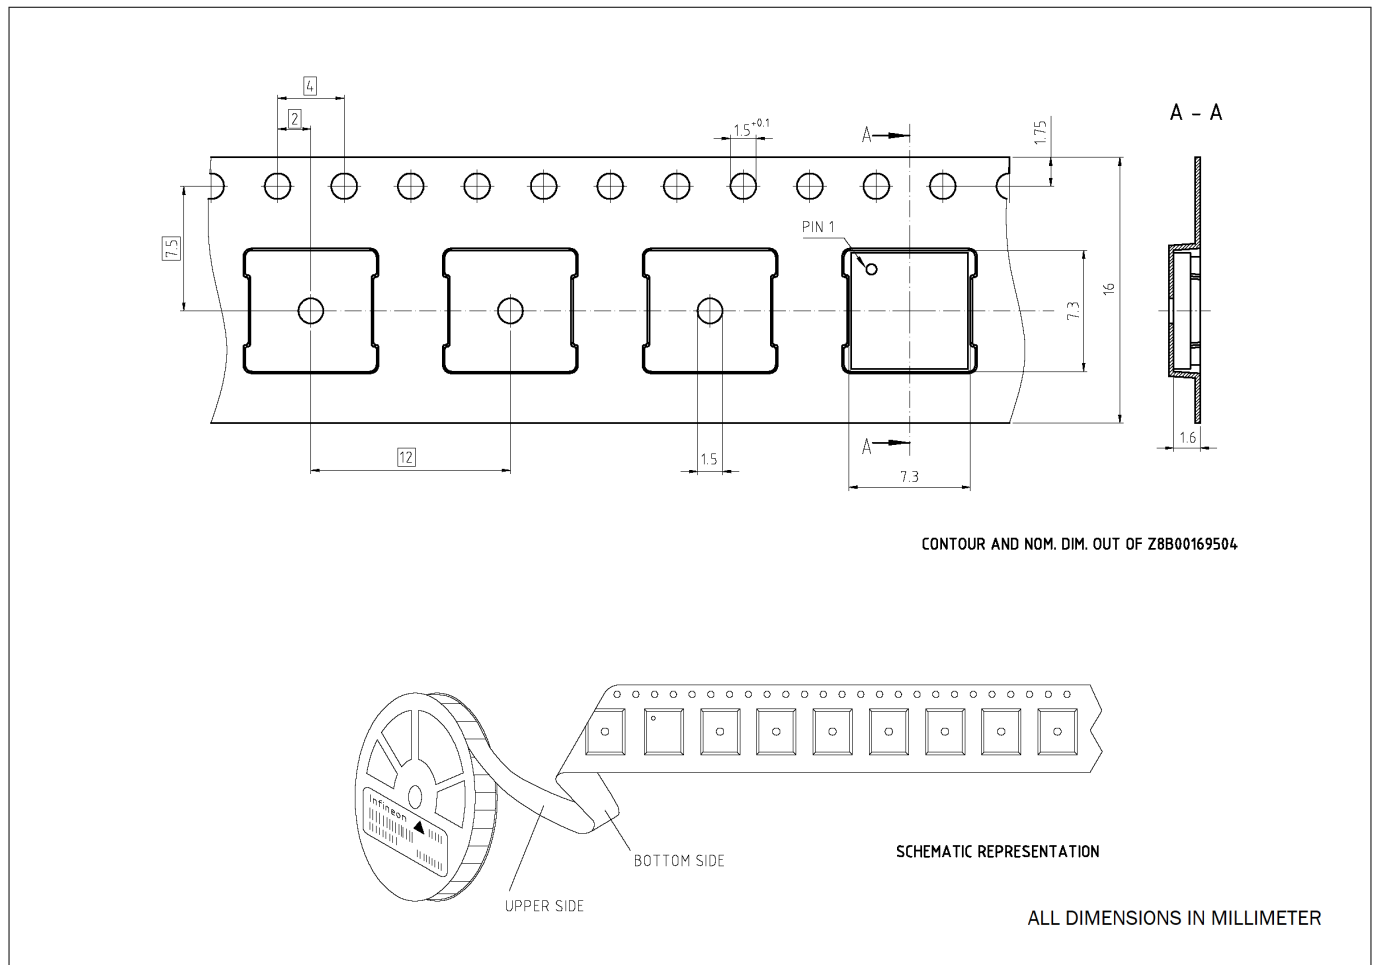 4
2
1.5+0.1
A
A - A
1.75
7.5
PIN 1
7.3
16
A
12
1.5
7.3
1.6
CONTOUR AND NOM. DIM. OUT OF Z8B00169504
Infineon
BOTTOM SIDE
SCHEMATIC REPRESENTATION
UPPER SIDE
ALL DIMENSIONS IN MILLIMETER